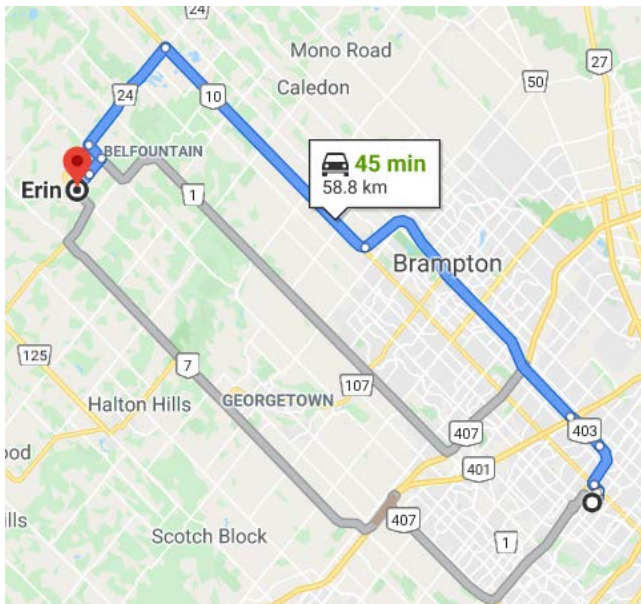 24
Mono Road
27
Caledon
50
24
10
BELFOUNTAIN
45 min
58.8 km
Erin
1
Brampton
125
7
107
GEORGETOWN
Halton Hills
407
403
401
ood
407
ills
Scotch Block
1